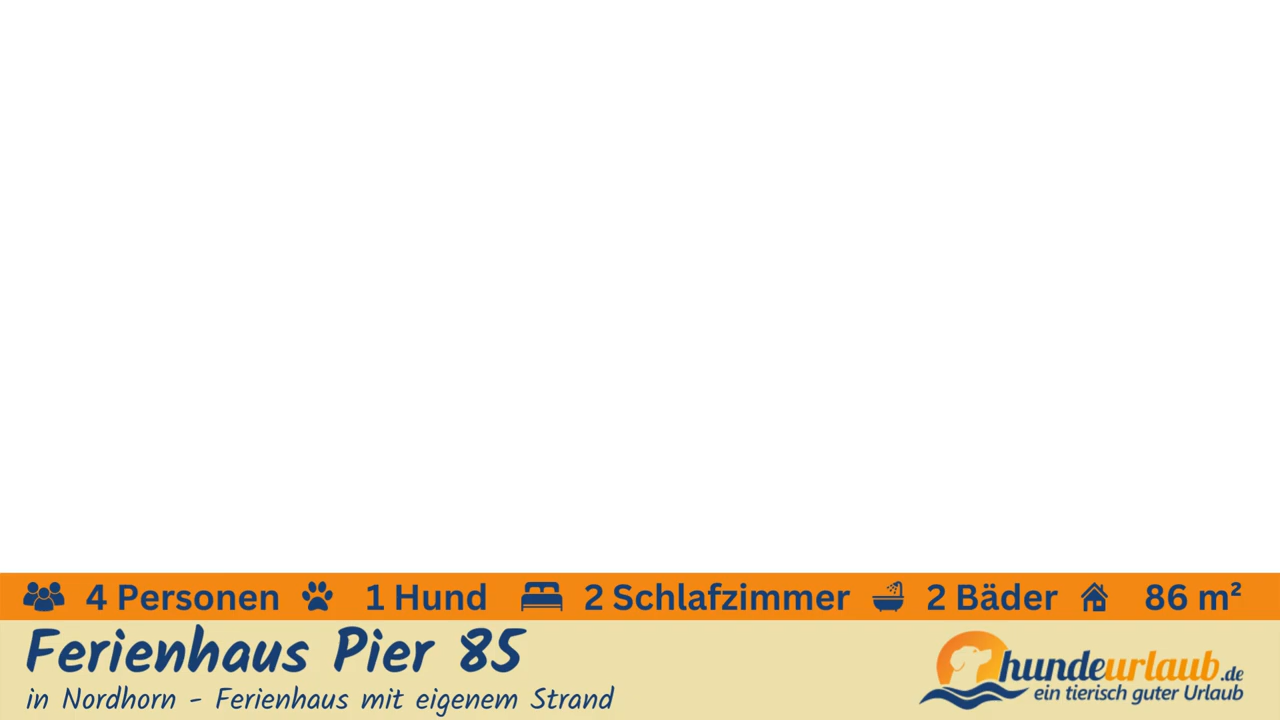 4 Personen 1 Hund 2 Schlafzimmer 2 Bäder 86 m²
Ferienhaus Pier 85
in Nordhorn - Ferienhaus mit eigenem Strand
hundeurlaub.de
ein tierisch guter Urlaub